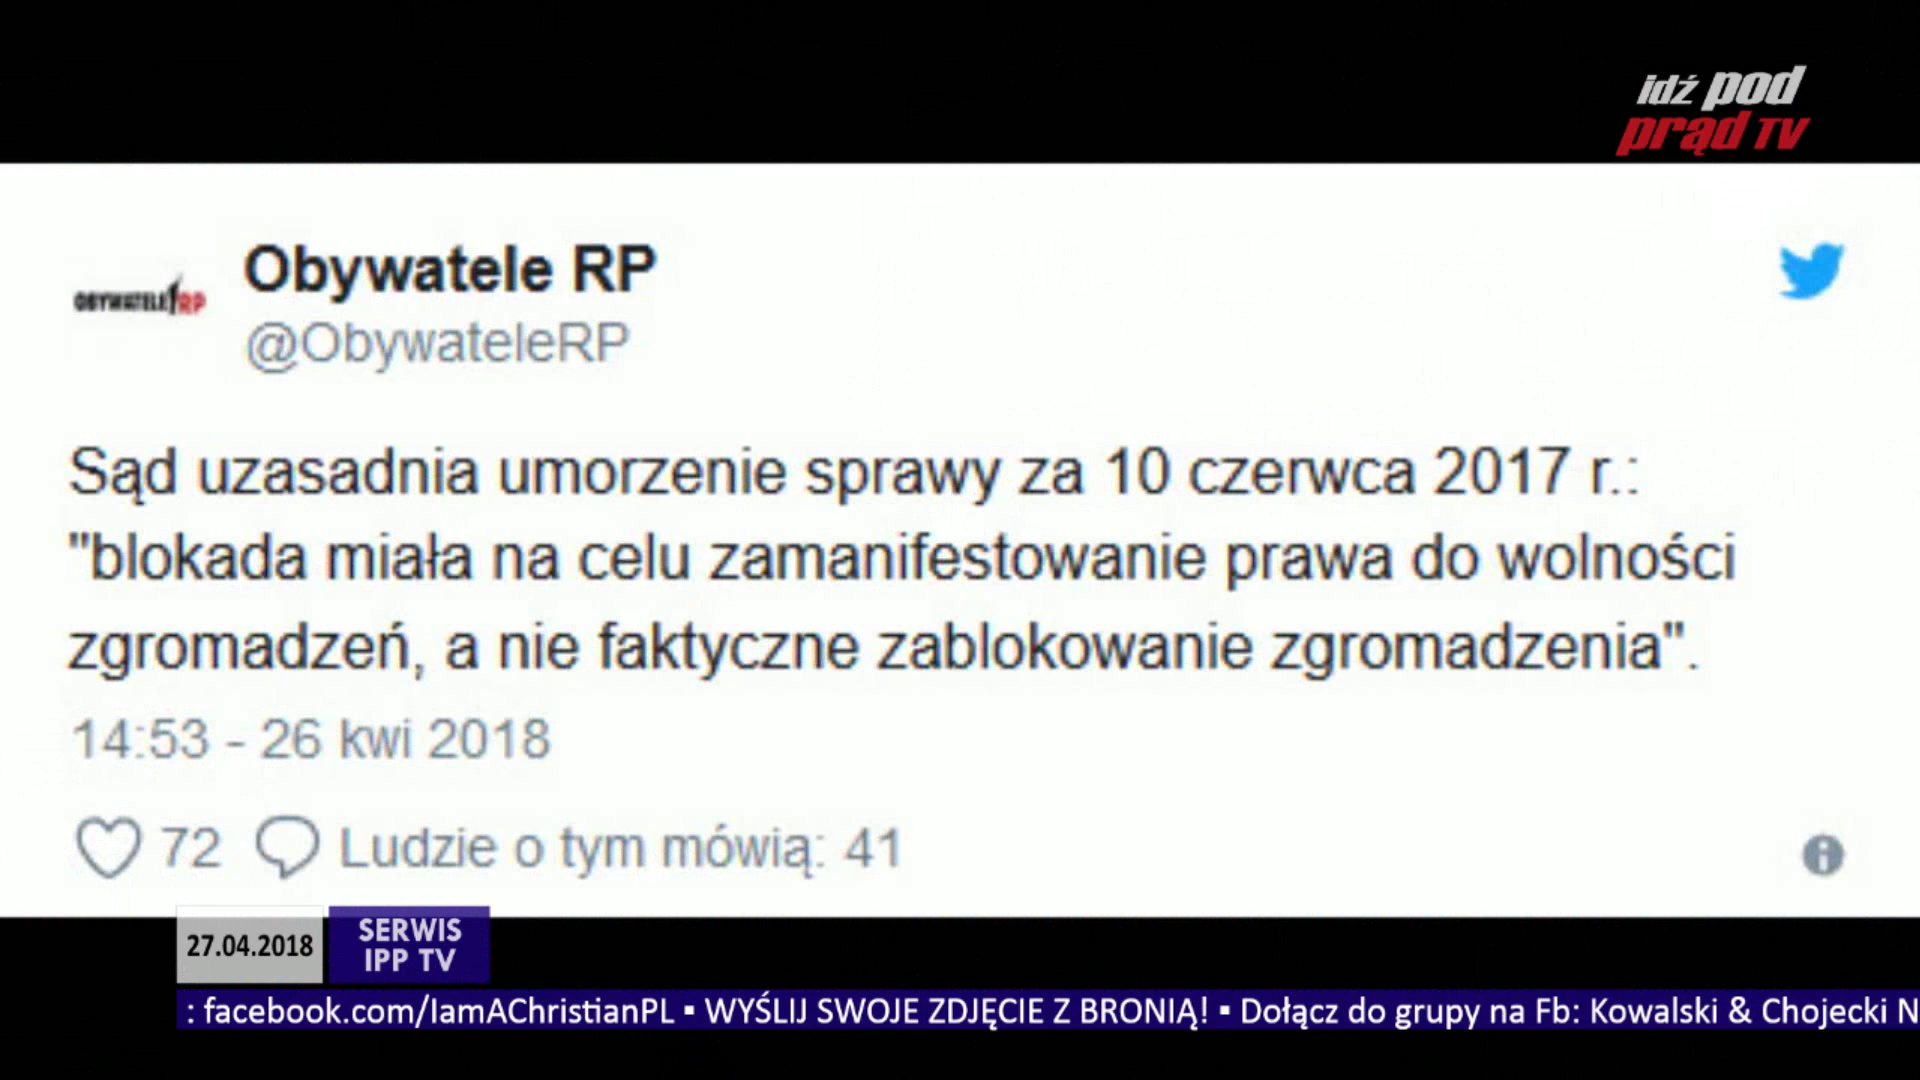 idź pod
prąd TV
OBYWATELE RP
Obywatele RP
@ObywateleRP
Sąd uzasadnia umorzenie sprawy za 10 czerwca 2017 r.:
"blokada miała na celu zamanifestowanie prawa do wolności
zgromadzeń, a nie faktyczne zablokowanie zgromadzenia".
14:53 - 26 kwi 2018
72 Ludzie o tym mówią: 41
27.04.2018
SERWIS
IPP TV
: facebook.com/IamAChristianPL ▪ WYŚLIJ SWOJE ZDJĘCIE Z BRONIĄ! ▪ Dołącz do grupy na Fb: Kowalski & Chojecki N